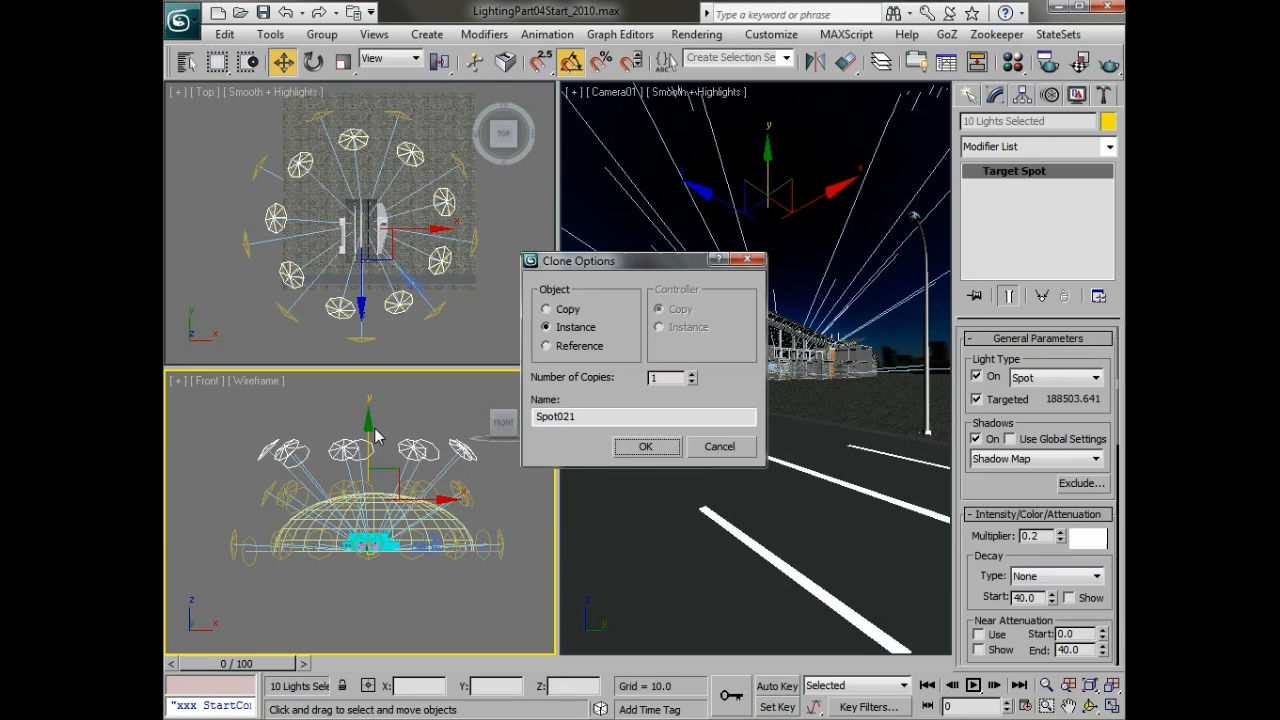 LightingPart04Start_2010.max
Type a keyword or phrase
Edit Tools Group Views Create Modifiers Animation Graph Editors Rendering Customize MAXScript Help GoZ Zookeeper StateSets
View
2.5
Create Selection Se
[ + ] [ Top ] [ Smooth + Highlights ]
TOP
y
z x
x
[ + ] [ Camera01 ] [ Smooth + Highlights ]
y
x
z
y
10 Lights Selected
Modifier List
Target Spot
[ + ] [ Front ] [ Wireframe ]
FRONT
y
x
z
y x
Clone Options
Object
Copy
Instance
Reference
Controller
Copy
Instance
Number of Copies: 1
Name:
Spot021
OK Cancel
General Parameters
Light Type
On Spot
Targeted 188503.641
Shadows
On Use Global Settings
Shadow Map
Exclude...
Intensity/Color/Attenuation
Multiplier: 0.2
Decay
Type: None
Start: 40.0 Show
Near Attenuation
Use Start: 0.0
Show End: 40.0
0 / 100
10 Lights Sele X: Y: Z: Grid = 10.0 Auto Key Selected
"xxx StartCo Click and drag to select and move objects Add Time Tag Set Key Key Filters... 0